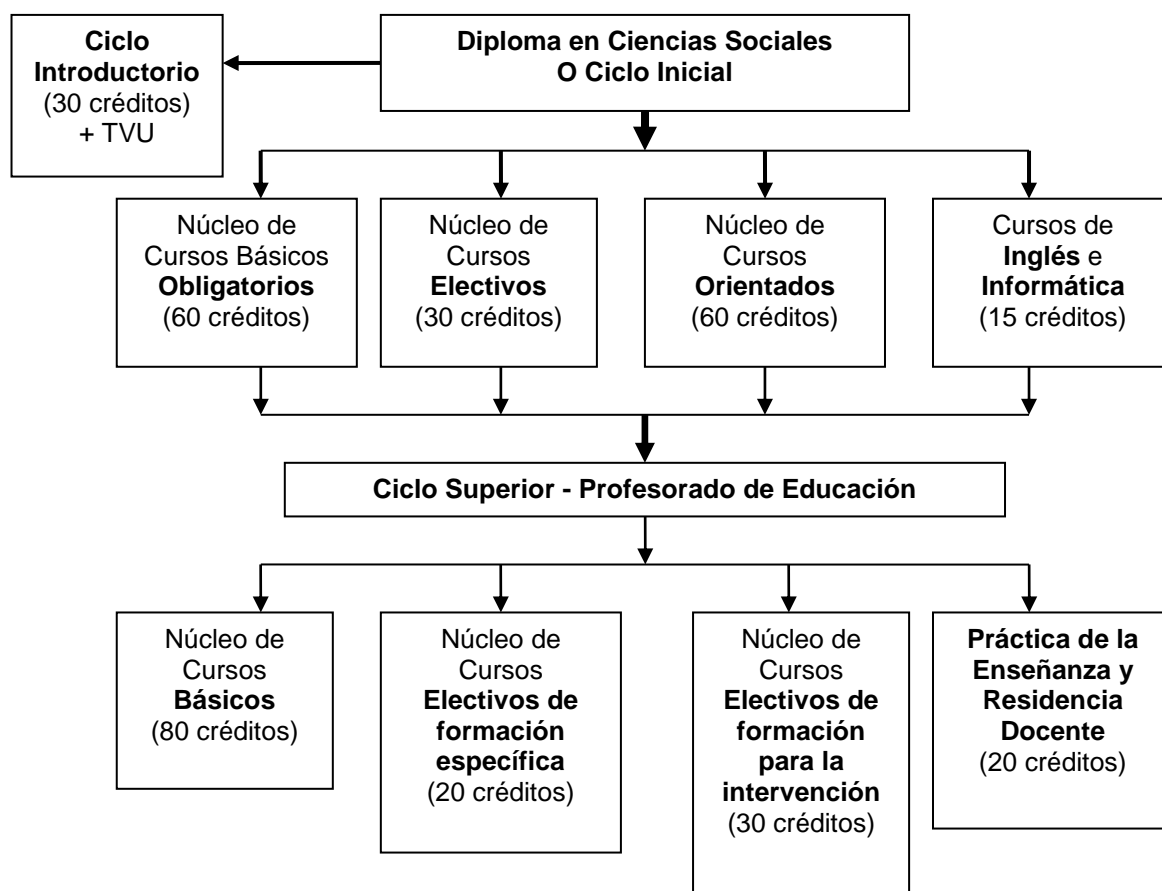 Ciclo
Introductorio
(30 créditos)
+ TVU
Diploma en Ciencias Sociales
O Ciclo Inicial
Núcleo de
Cursos Básicos
Obligatorios
(60 créditos)
Núcleo de
Cursos
Electivos
(30 créditos)
Núcleo de
Cursos
Orientados
(60 créditos)
Cursos de
Inglés e
Informática
(15 créditos)
Ciclo Superior - Profesorado de Educación
Núcleo de
Cursos
Básicos
(80 créditos)
Núcleo de
Cursos
Electivos de
formación
específica
(20 créditos)
Núcleo de
Cursos
Electivos de
formación
para la
intervención
(30 créditos)
Práctica de la
Enseñanza y
Residencia
Docente
(20 créditos)